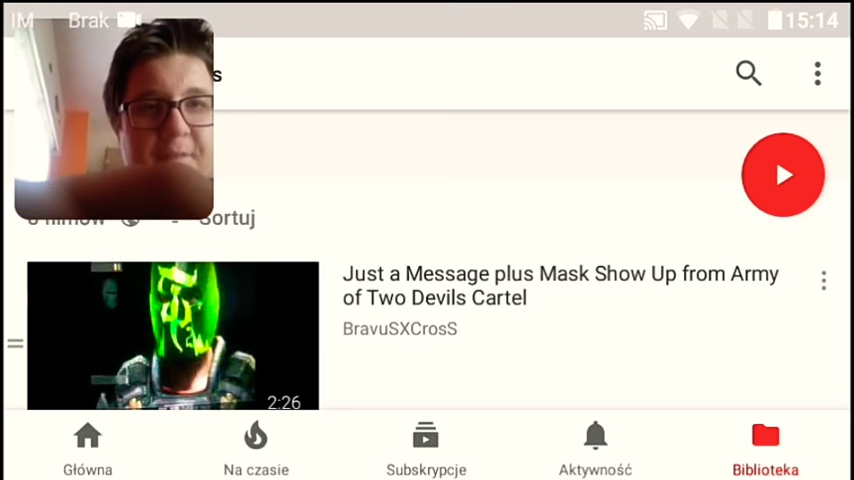 IM Brak 15:14
s
filmów Sortuj
Just a Message plus Mask Show Up from Army
of Two Devils Cartel
BravuSXCrosS
2:26
Główna Na czasie Subskrypcje Aktywność Biblioteka